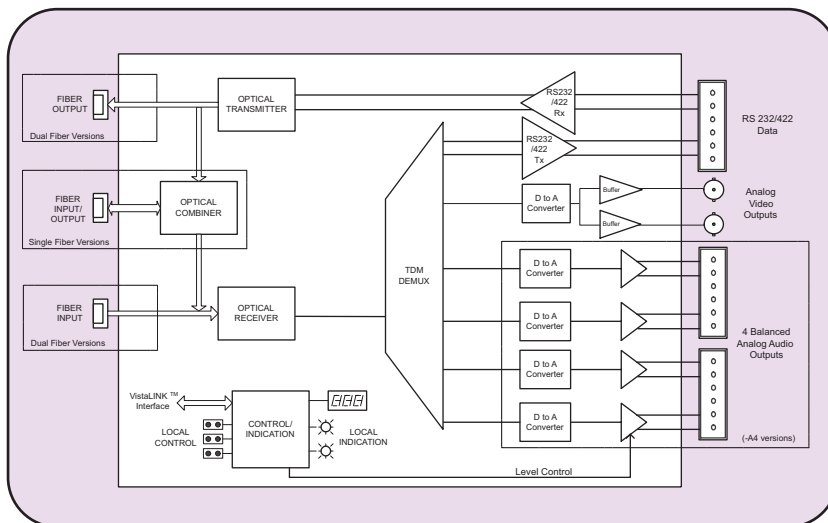 FIBER
OUTPUT
Dual Fiber Versions
OPTICAL
TRANSMITTER
RS232
/422
Rx
RS232
/422
Tx
RS 232/422
Data
FIBER
INPUT/
OUTPUT
Single Fiber Versions
OPTICAL
COMBINER
D to A
Converter
Buffer
Buffer
Analog
Video
Outputs
TDM
DEMUX
FIBER
INPUT
Dual Fiber Versions
OPTICAL
RECEIVER
D to A
Converter
D to A
Converter
D to A
Converter
D to A
Converter
4 Balanced
Analog Audio
Outputs
(-A4 versions)
VistaLINK ™
Interface
LOCAL
CONTROL
CONTROL/
INDICATION
LOCAL
INDICATION
Level Control